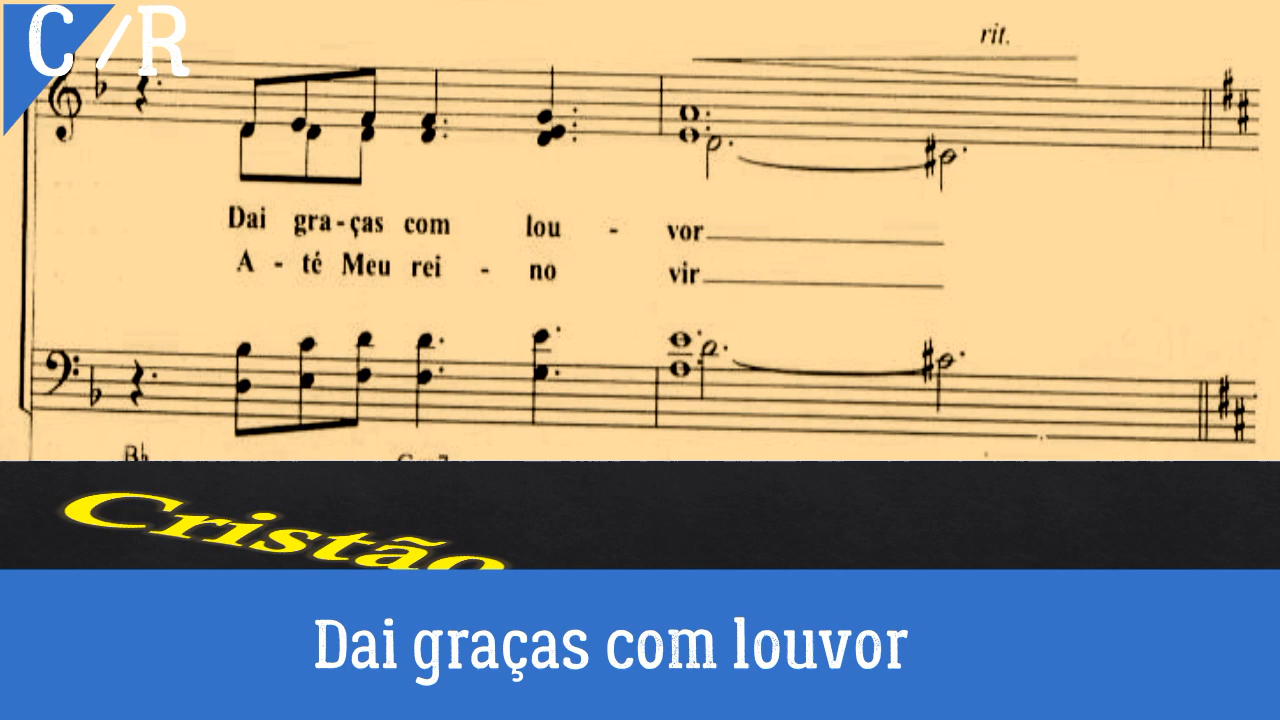 C/R
rit.
Dai gra-ças com lou - vor
A - té Meu rei - no vir
Cristão
Dai graças com louvor